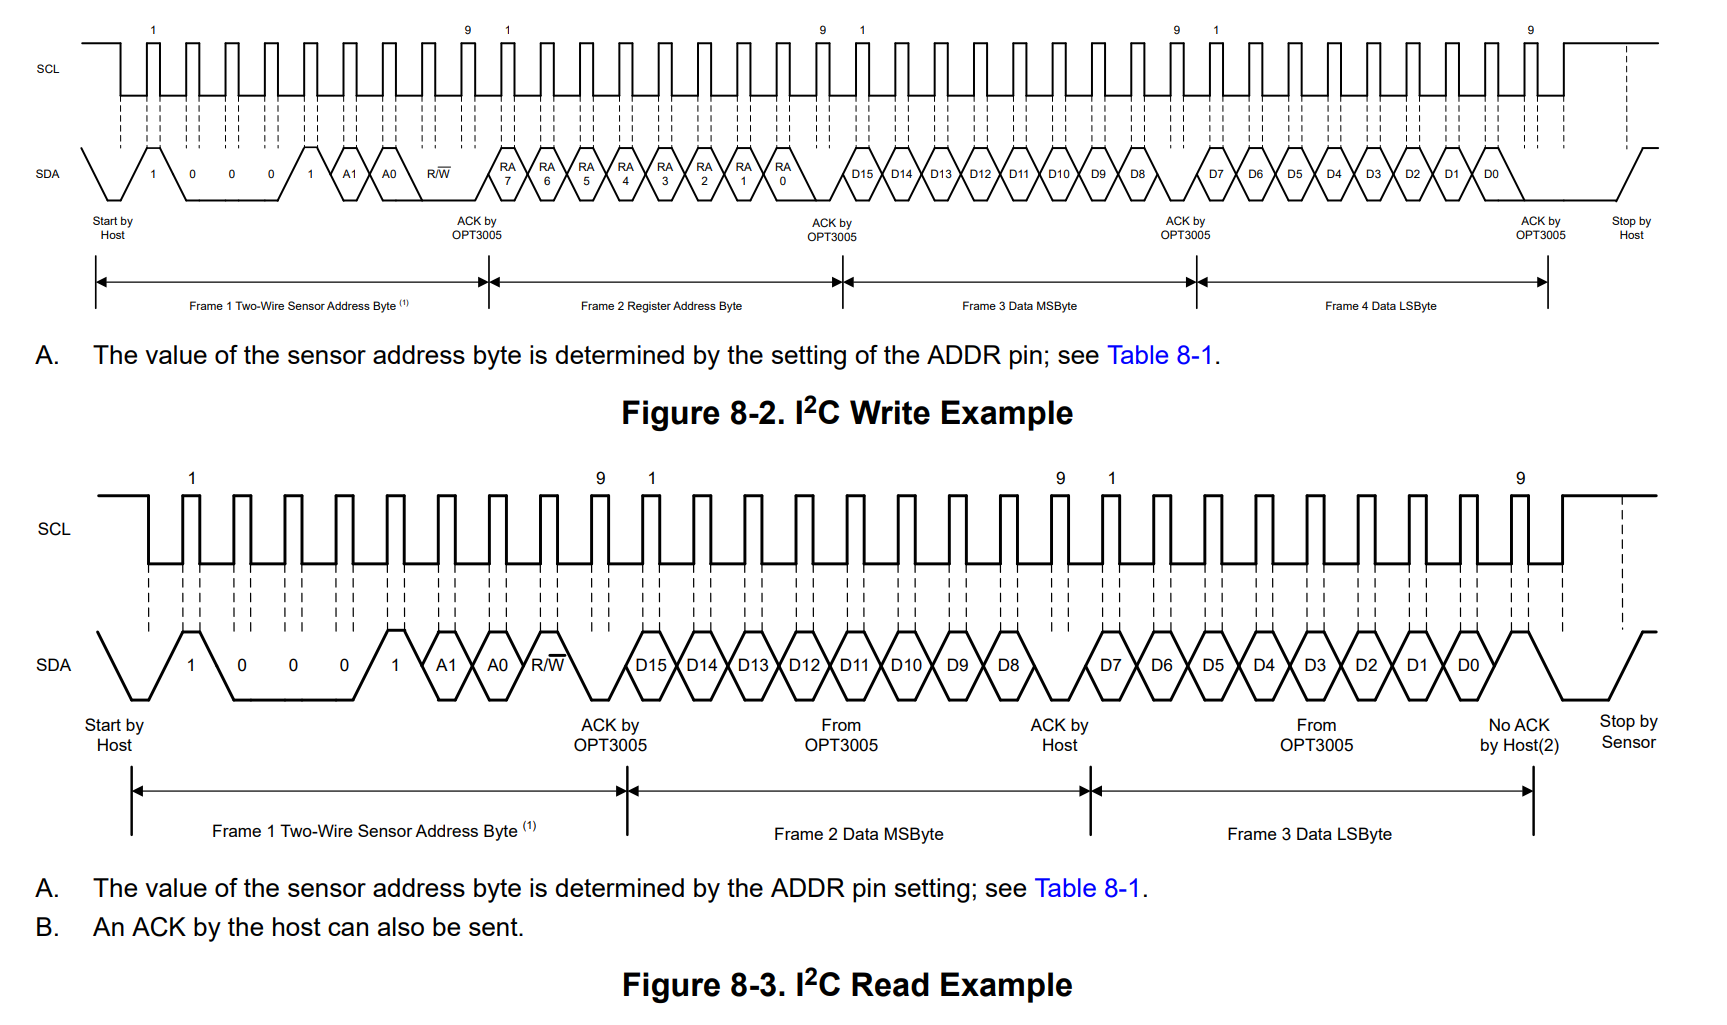 1 9 1 9 1 9 1 9
SCL
SDA 1 0 0 0 1 A1 A0 R/W̅ RA 7 RA 6 RA 5 RA 4 RA 3 RA 2 RA 1 RA 0 D15 D14 D13 D12 D11 D10 D9 D8 D7 D6 D5 D4 D3 D2 D1 D0
Start by Host
ACK by OPT3005
ACK by OPT3005
ACK by OPT3005
ACK by OPT3005
Stop by Host
Frame 1 Two-Wire Sensor Address Byte (1)
Frame 2 Register Address Byte
Frame 3 Data MSByte
Frame 4 Data LSByte
A. The value of the sensor address byte is determined by the setting of the ADDR pin; see Table 8-1.
Figure 8-2. I²C Write Example
1 9 1 9 1 9
SCL
SDA 1 0 0 0 1 A1 A0 R/W̅ D15 D14 D13 D12 D11 D10 D9 D8 D7 D6 D5 D4 D3 D2 D1 D0
Start by Host
ACK by OPT3005
From OPT3005
ACK by Host
From OPT3005
No ACK by Host(2)
Stop by Sensor
Frame 1 Two-Wire Sensor Address Byte (1)
Frame 2 Data MSByte
Frame 3 Data LSByte
A. The value of the sensor address byte is determined by the ADDR pin setting; see Table 8-1.
B. An ACK by the host can also be sent.
Figure 8-3. I²C Read Example